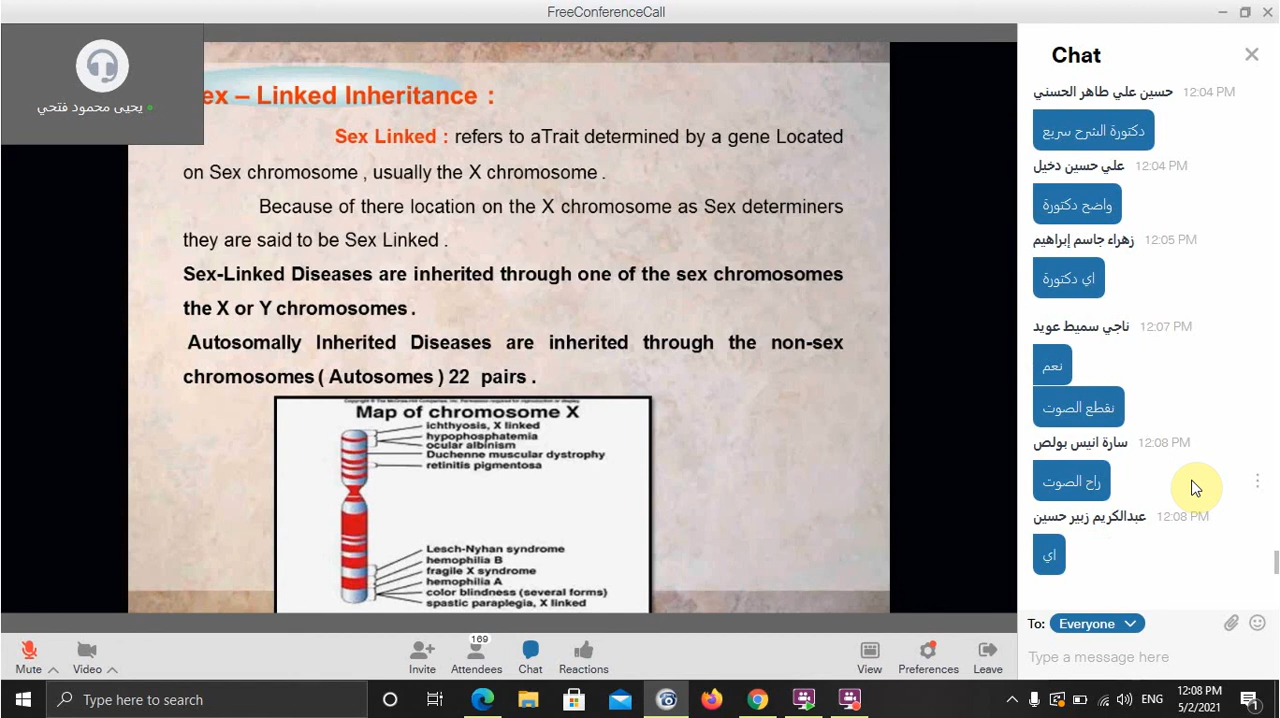 FreeConferenceCall
يحيى محمود فتحي
ex – Linked Inheritance :
Sex Linked : refers to aTrait determined by a gene Located
on Sex chromosome , usually the X chromosome .
Because of there location on the X chromosome as Sex determiners
they are said to be Sex Linked .
Sex-Linked Diseases are inherited through one of the sex chromosomes
the X or Y chromosomes .
Autosomally Inherited Diseases are inherited through the non-sex
chromosomes ( Autosomes ) 22 pairs .
Map of chromosome X
ichthyosis, X linked
hypophosphatemia
ocular albinism
Duchenne muscular dystrophy
retinitis pigmentosa
Lesch-Nyhan syndrome
hemophilia B
fragile X syndrome
hemophilia A
color blindness (several forms)
spastic paraplegia, X linked
Chat
حسين علي طاهر الحسني 12:04 PM
دكتورة الشرح سريع
علي حسين دخيل 12:04 PM
واضح دكتورة
زهراء جاسم إبراهيم 12:05 PM
اي دكتورة
ناجي سميط عويد 12:07 PM
نعم
نقطع الصوت
سارة انيس بولص 12:08 PM
راح الصوت
عبدالكريم زبير حسين 12:08 PM
اي
To: Everyone
Type a message here
Mute
Video
Invite
169
Attendees
Chat
Reactions
View
Preferences
Leave
Type here to search
ENG
12:08 PM
5/2/2021
1